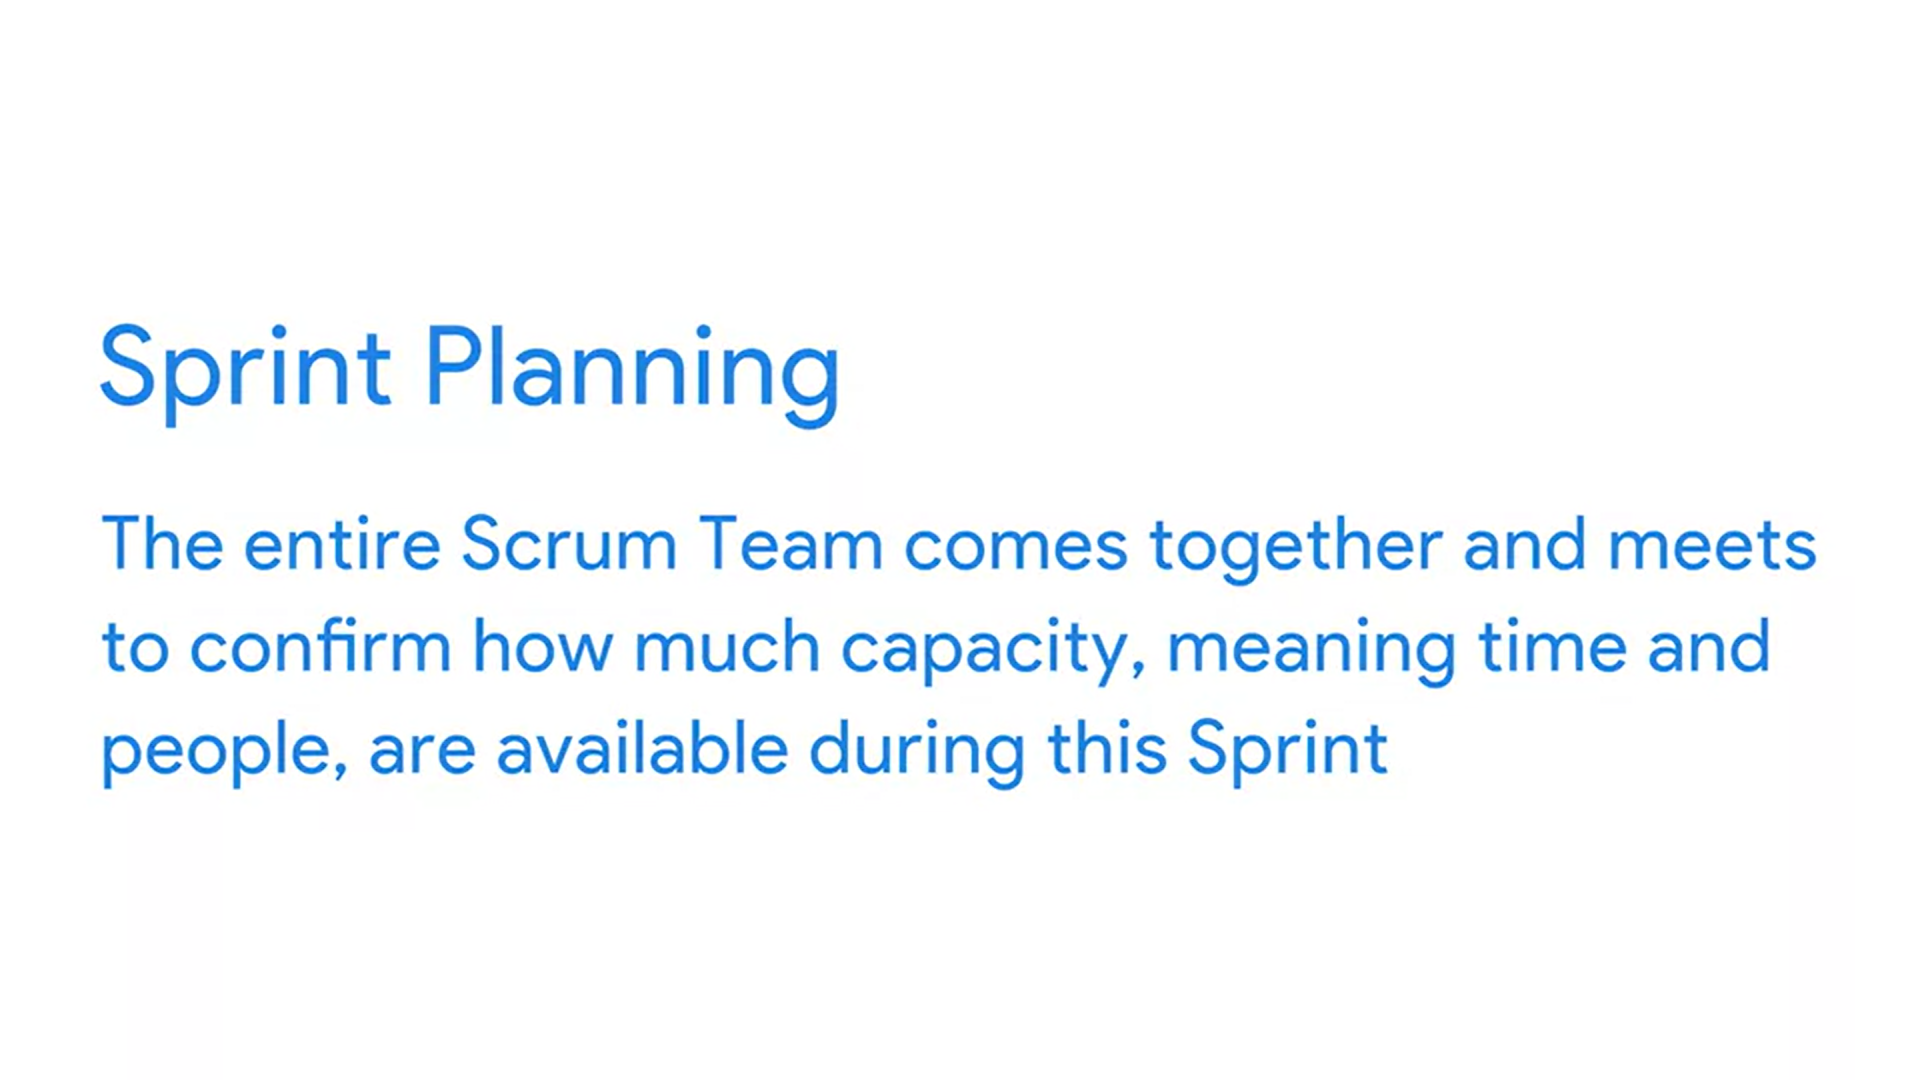 Sprint Planning
The entire Scrum Team comes together and meets
to confirm how much capacity, meaning time and
people, are available during this Sprint